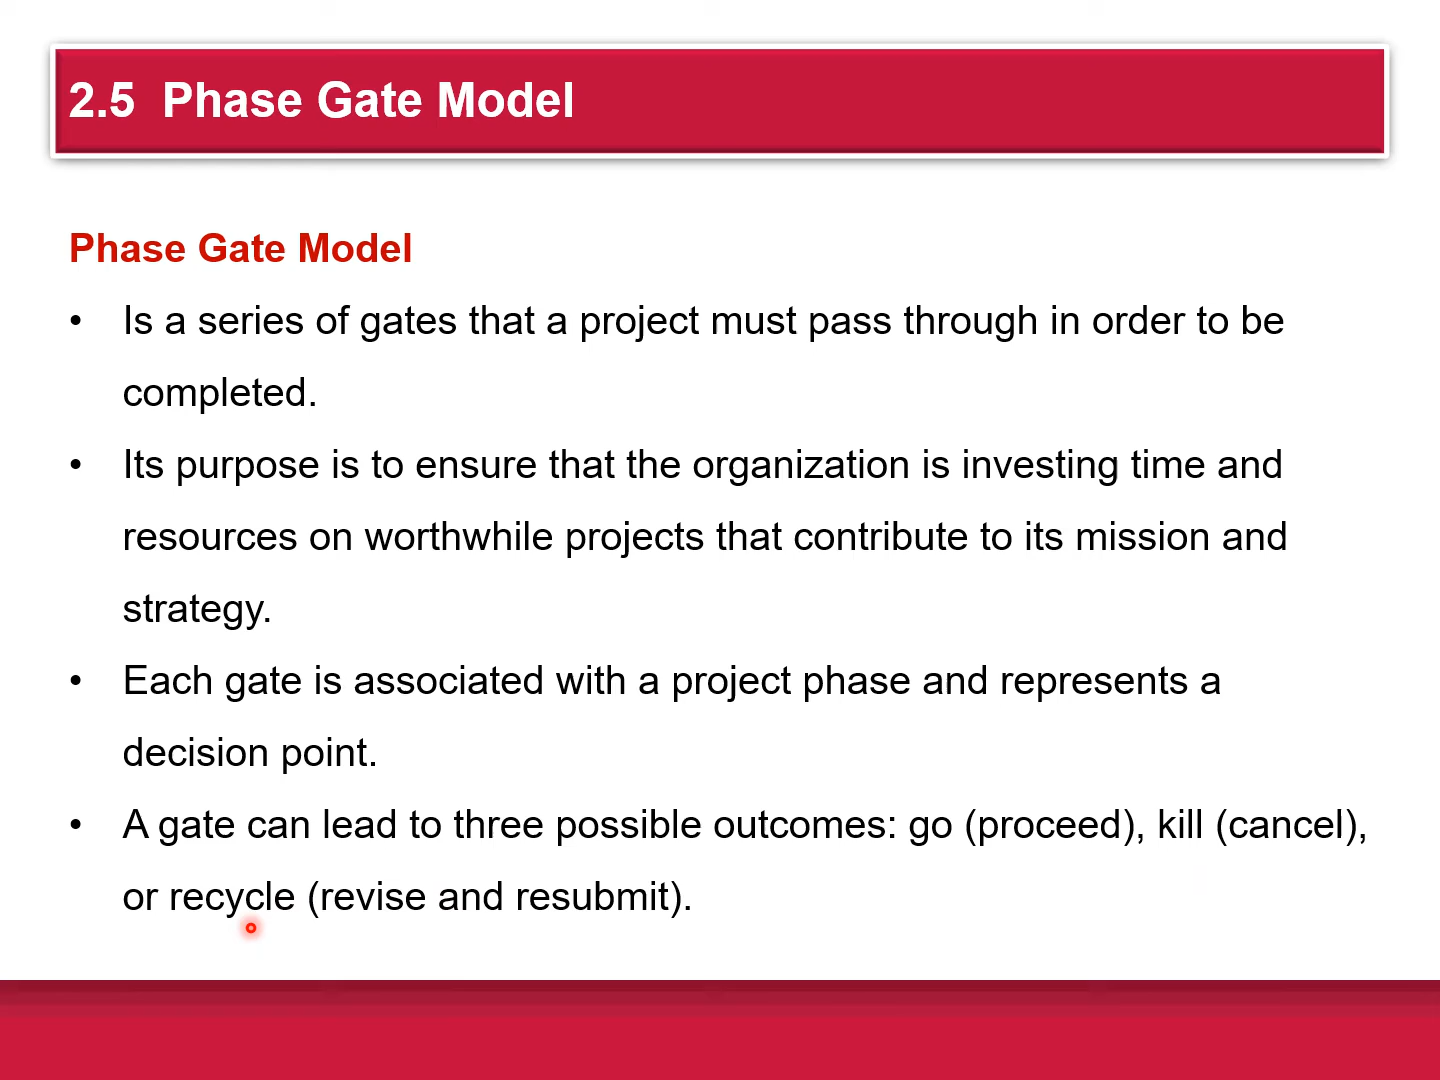 2.5 Phase Gate Model
Phase Gate Model
• Is a series of gates that a project must pass through in order to be
completed.
• Its purpose is to ensure that the organization is investing time and
resources on worthwhile projects that contribute to its mission and
strategy.
• Each gate is associated with a project phase and represents a
decision point.
• A gate can lead to three possible outcomes: go (proceed), kill (cancel),
or recycle (revise and resubmit).